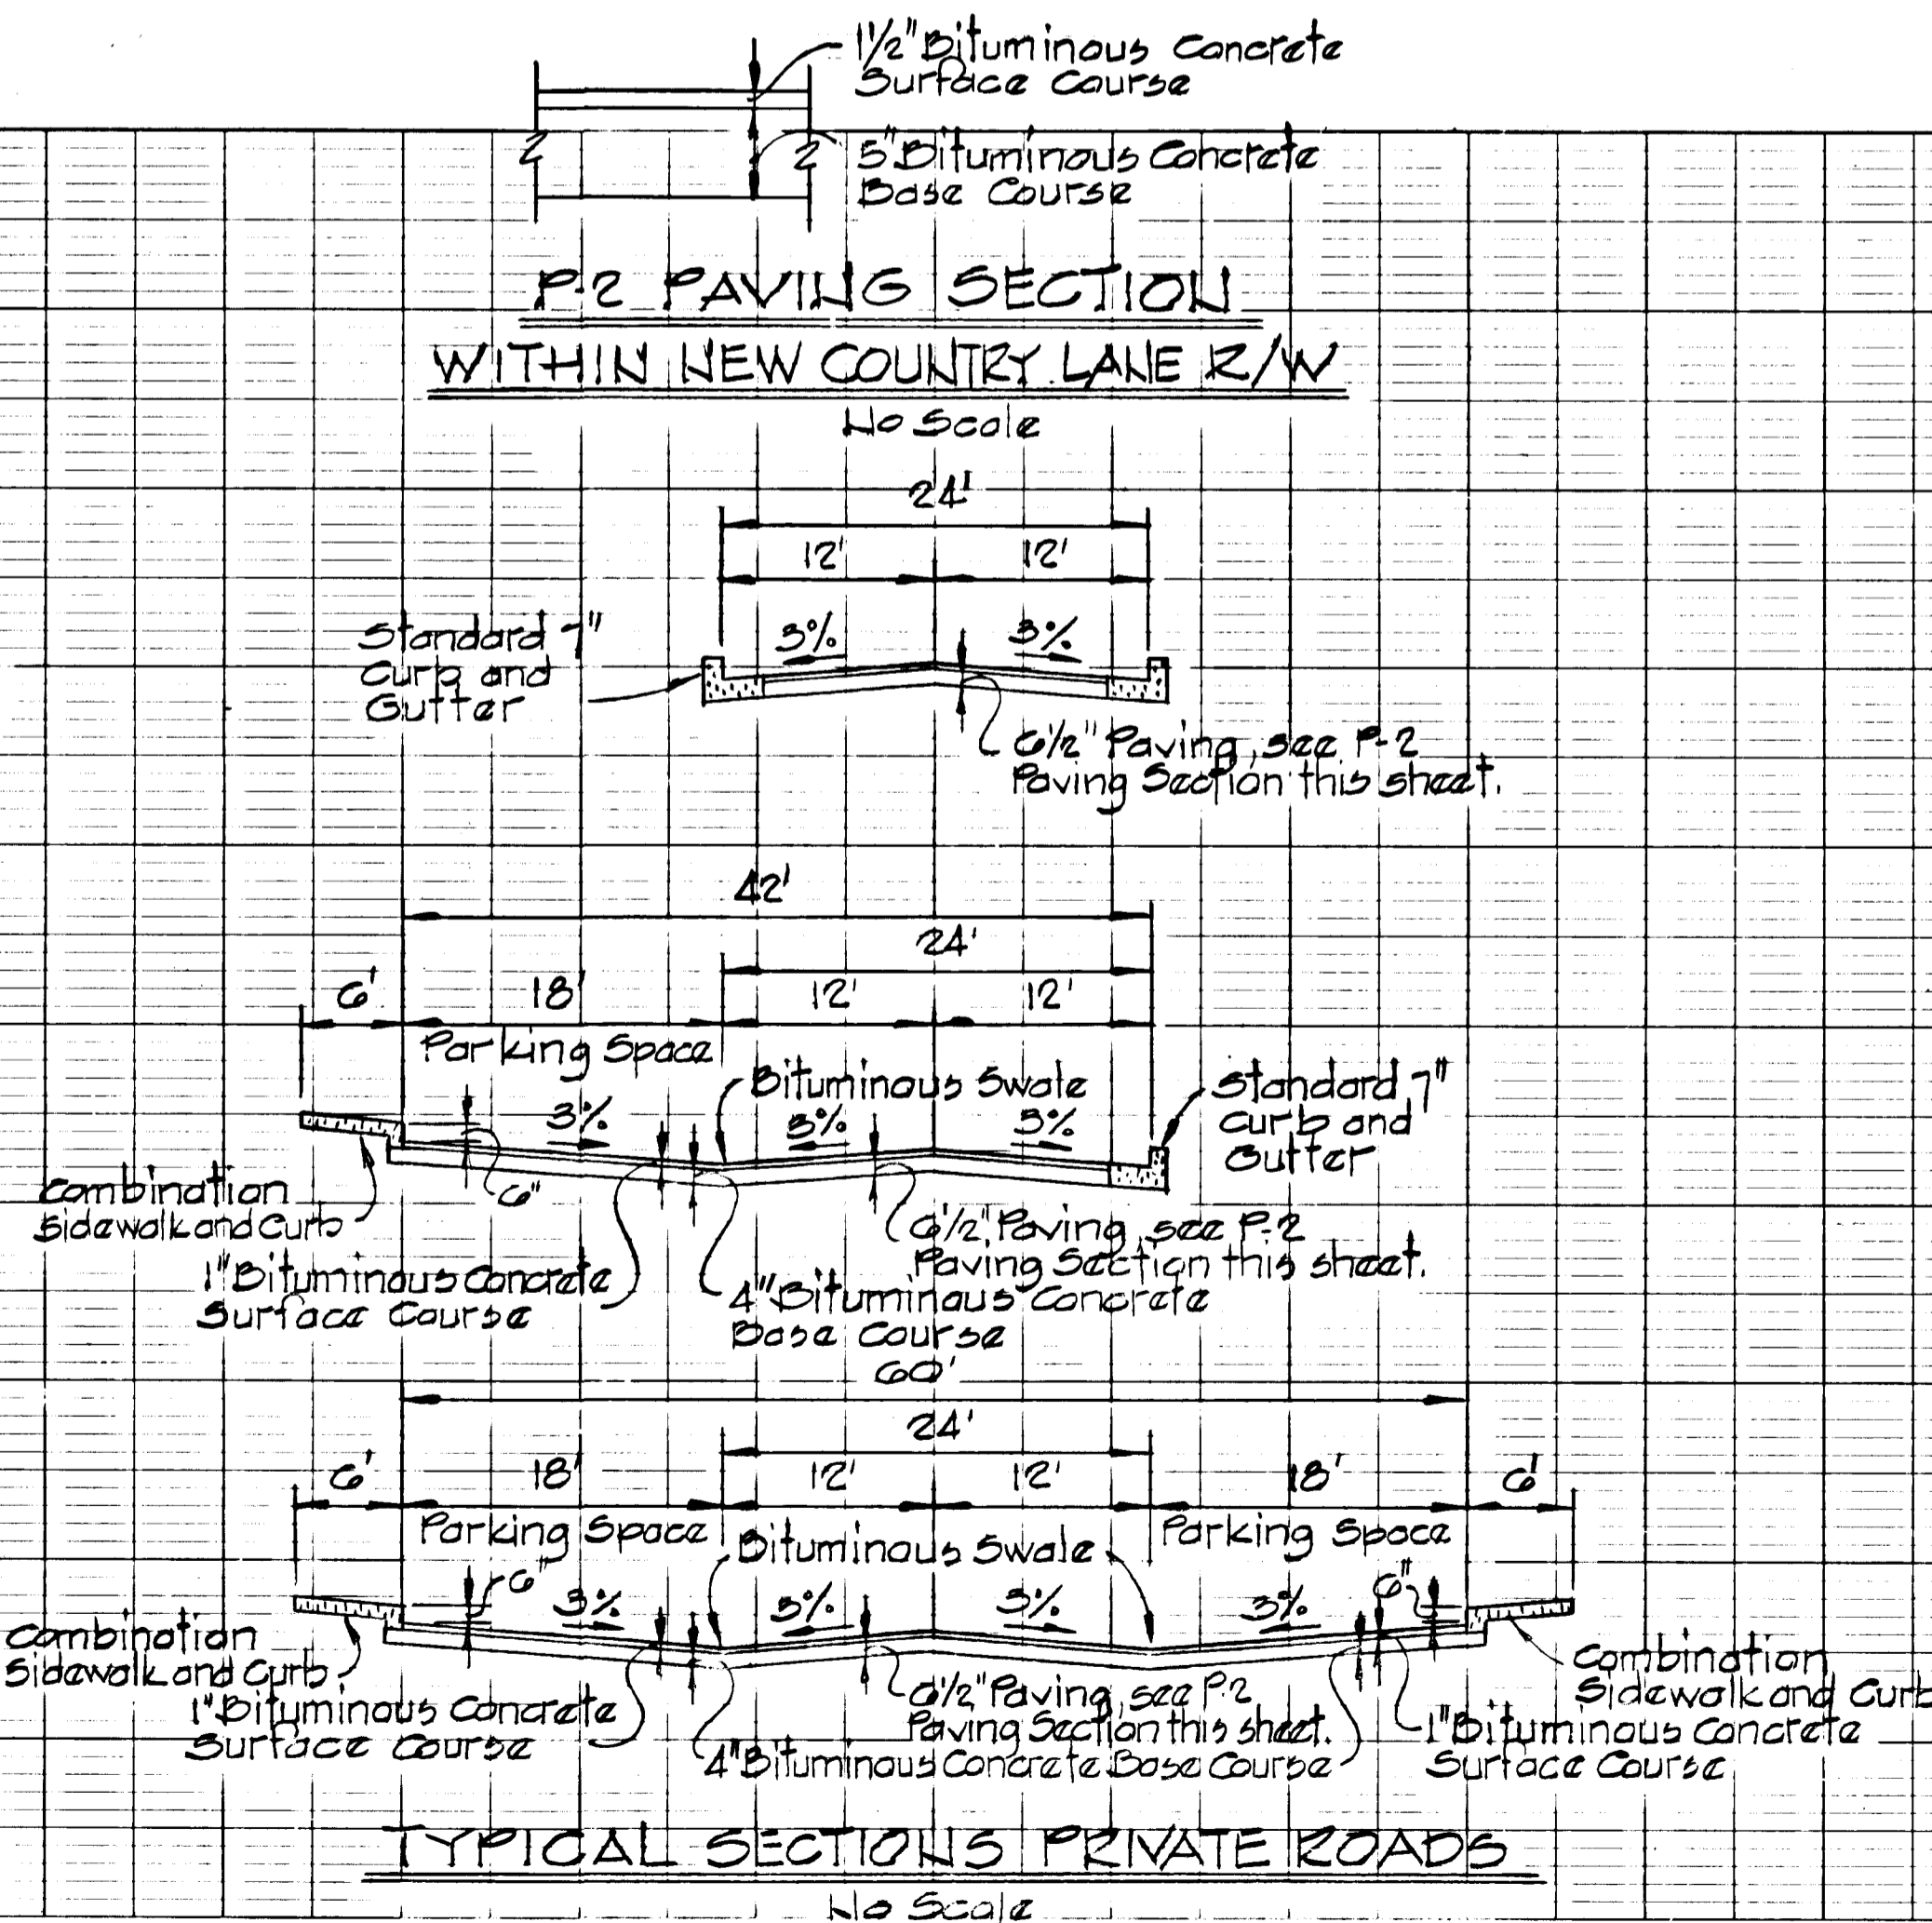 1½" Bituminous Concrete
Surface Course
5" Bituminous Concrete
Base Course
P-2 PAVING SECTION
WITHIN NEW COUNTRY LANE R/W
No Scale
24'
12' 12'
Standard 7"
Curb and
Gutter
3% 3%
6½" Paving, see P-2
Paving Section this sheet.
42'
24'
6' 18' 12' 12'
Parking Space
Bituminous Swale
Standard 7"
Curb and
Gutter
3% 3% 3%
6"
Combination
Sidewalk and Curb
6½" Paving, see P-2
Paving Section this sheet.
1" Bituminous Concrete
Surface Course
4" Bituminous Concrete
Base Course
60'
24'
6' 18' 12' 12' 18' 6'
Parking Space Parking Space
Bituminous Swale
6" 6"
3% 3% 3% 3%
Combination
Sidewalk and Curb
Combination
Sidewalk and Curb
1" Bituminous Concrete
Surface Course
6½" Paving, see P-2
Paving Section this sheet.
4" Bituminous Concrete Base Course
1" Bituminous Concrete
Surface Course
TYPICAL SECTIONS PRIVATE ROADS
No Scale